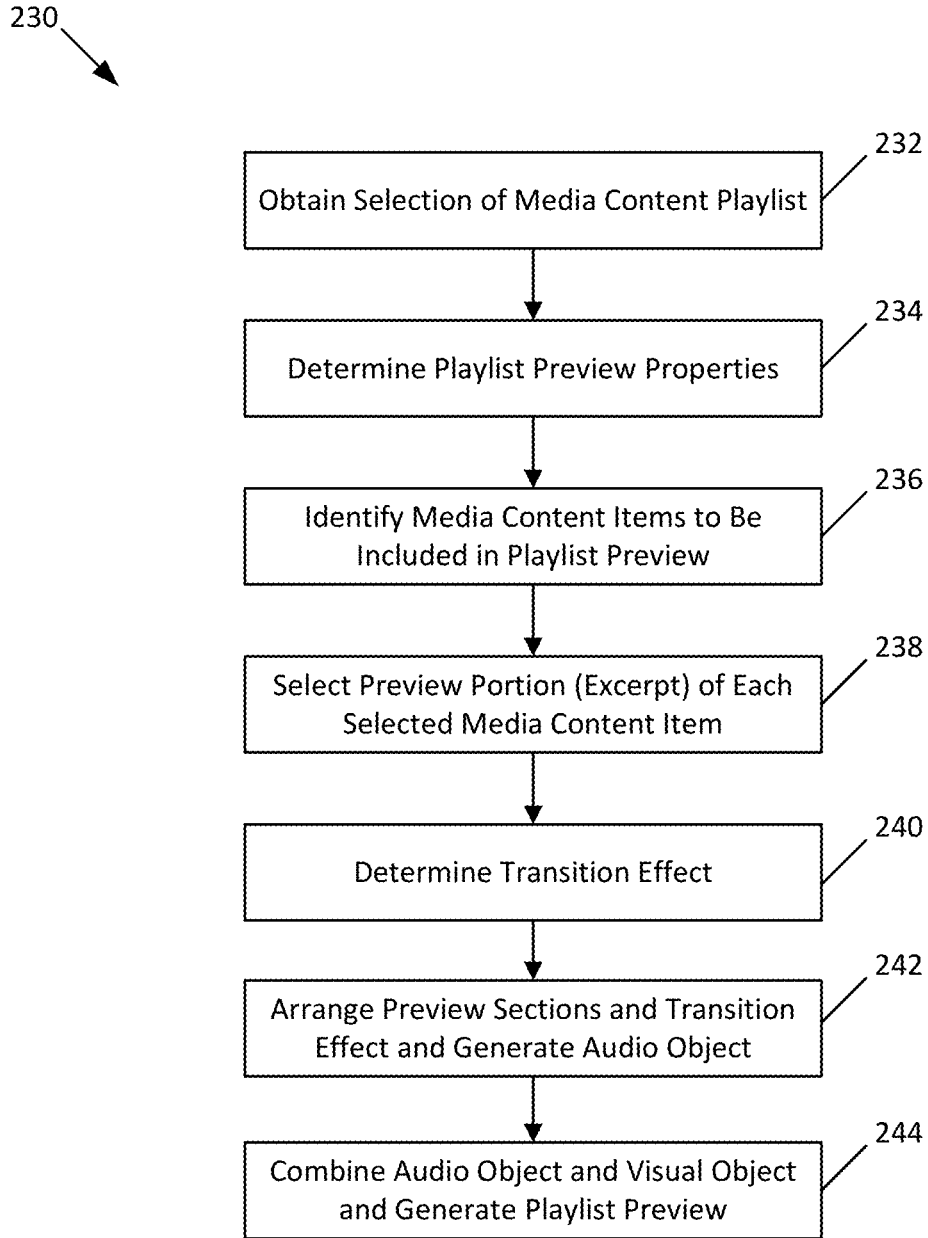 230
232
Obtain Selection of Media Content Playlist
234
Determine Playlist Preview Properties
236
Identify Media Content Items to Be
Included in Playlist Preview
238
Select Preview Portion (Excerpt) of Each
Selected Media Content Item
240
Determine Transition Effect
242
Arrange Preview Sections and Transition
Effect and Generate Audio Object
244
Combine Audio Object and Visual Object
and Generate Playlist Preview